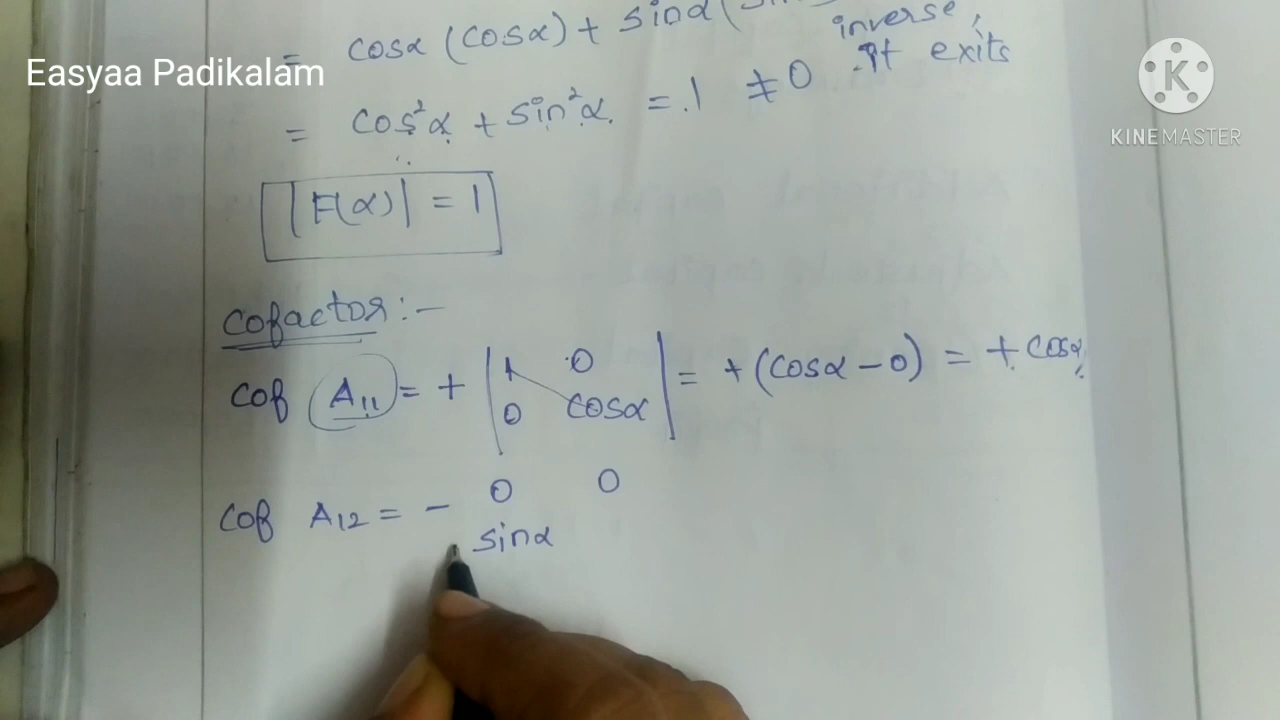 = cosα (cosα) + sinα (
inverse,
It exits
Easyaa Padikalam
= cos²α + sin²α = 1 ≠ 0
|F(α)| = 1
KINEMASTER
Cofactor :-
Cof (A₁₁) = + | 1 0 | = + (cosα - 0) = + cosα
0 cosα
Cof A₁₂ = - 0 0
sinα